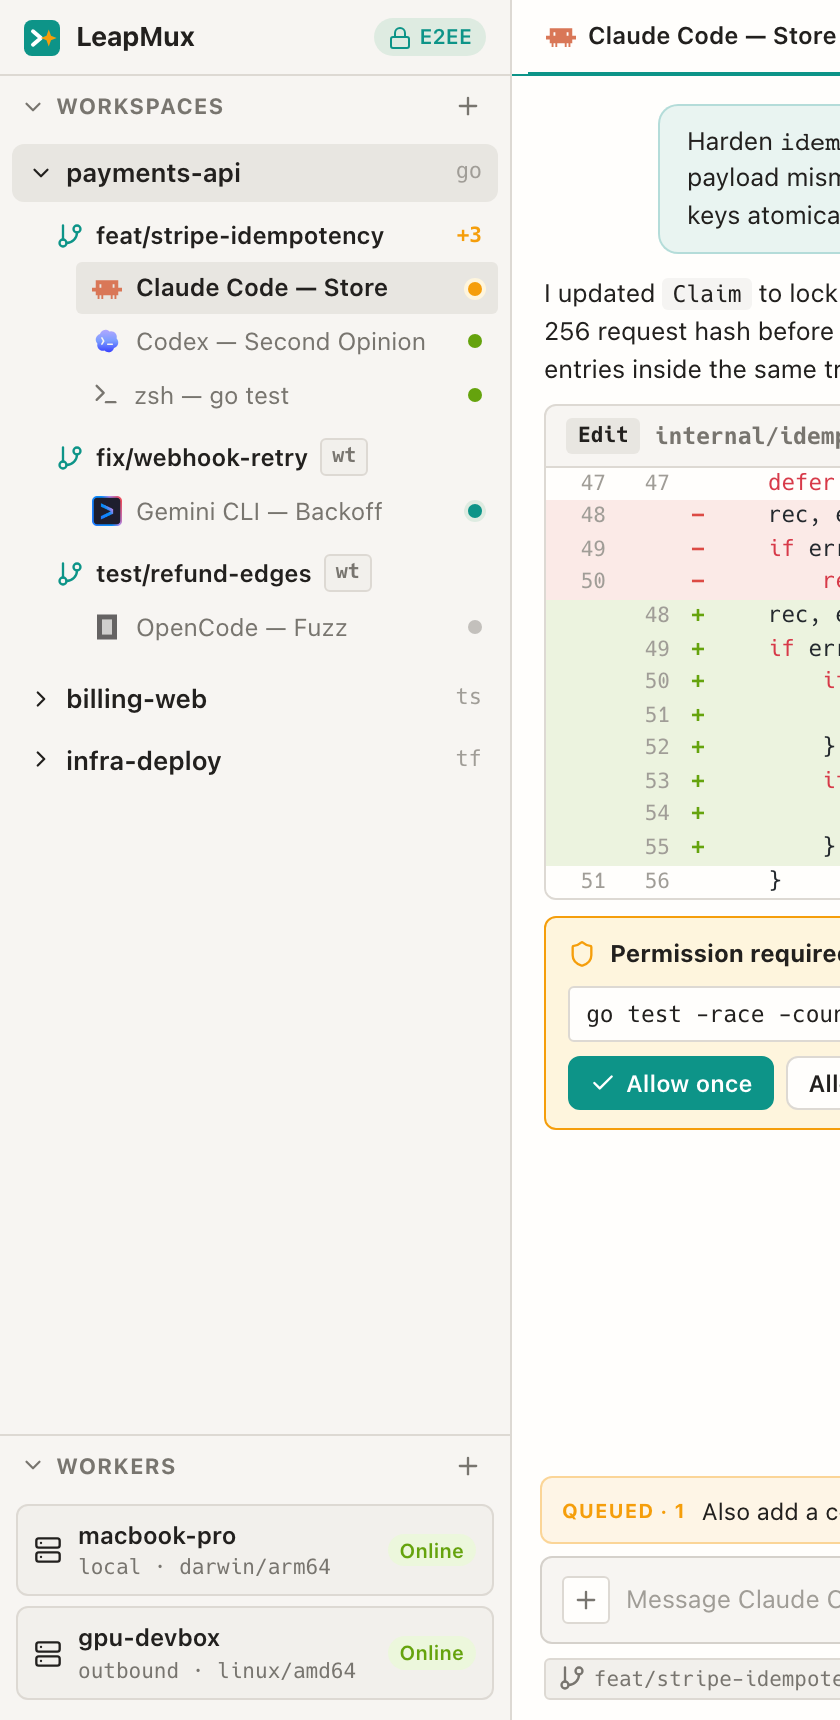 LeapMux
E2EE
WORKSPACES
payments-api go
feat/stripe-idempotency +3
Claude Code — Store
Codex — Second Opinion
zsh — go test
fix/webhook-retry wt
Gemini CLI — Backoff
test/refund-edges wt
OpenCode — Fuzz
billing-web ts
infra-deploy tf
WORKERS
macbook-pro
local · darwin/arm64
Online
gpu-devbox
outbound · linux/amd64
Online
Claude Code — Store
Harden
payload
keys
I updated Claim to lock
256 request hash before
entries inside the same
Edit
47 47 defer
48 − rec,
49 − if
50 −
48 + rec,
49 + if
50 +
51 +
52 + }
53 +
54 +
55 + }
51 56 }
Permission required
go test -race
Allow once
QUEUED · 1 Also add a
Message Claude